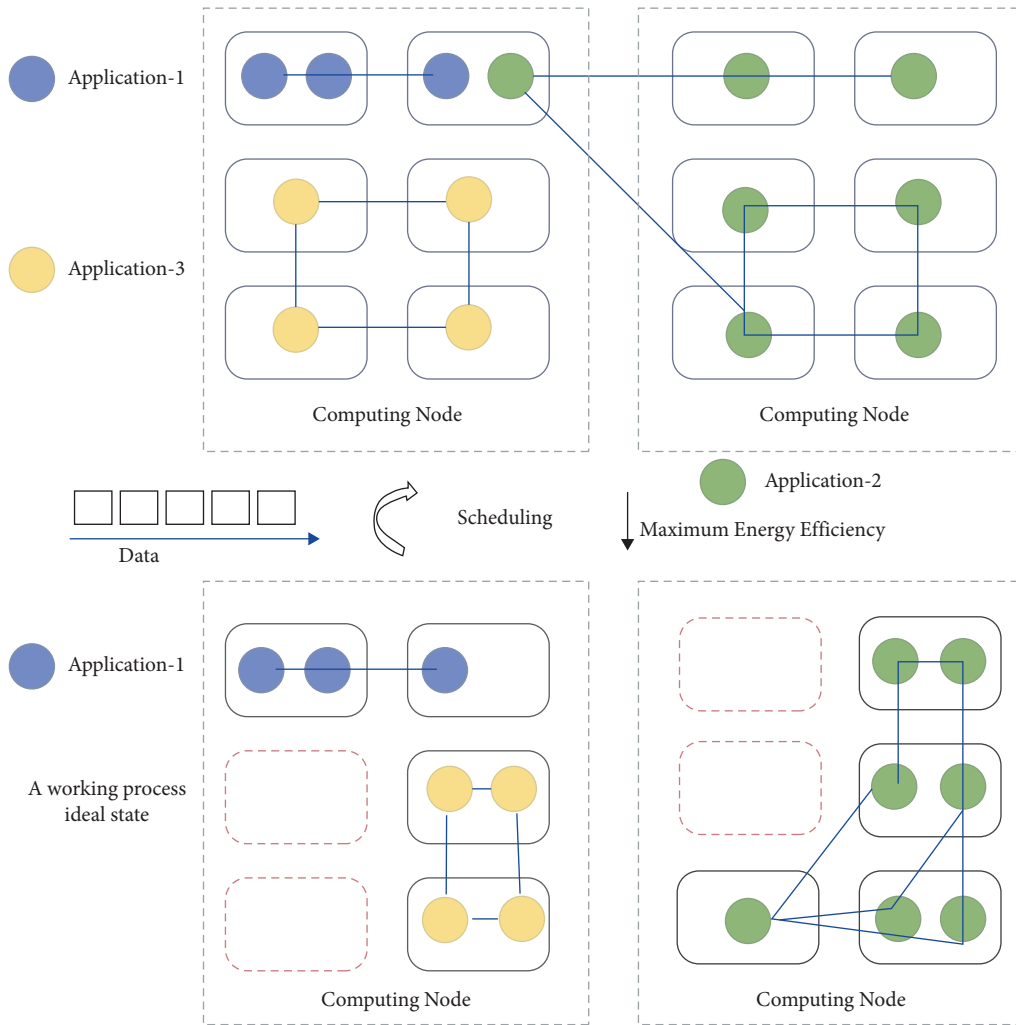 Application-1
Application-3
Computing Node
Computing Node
Application-2
Scheduling
Maximum Energy Efficiency
Data
Application-1
A working process
ideal state
Computing Node
Computing Node